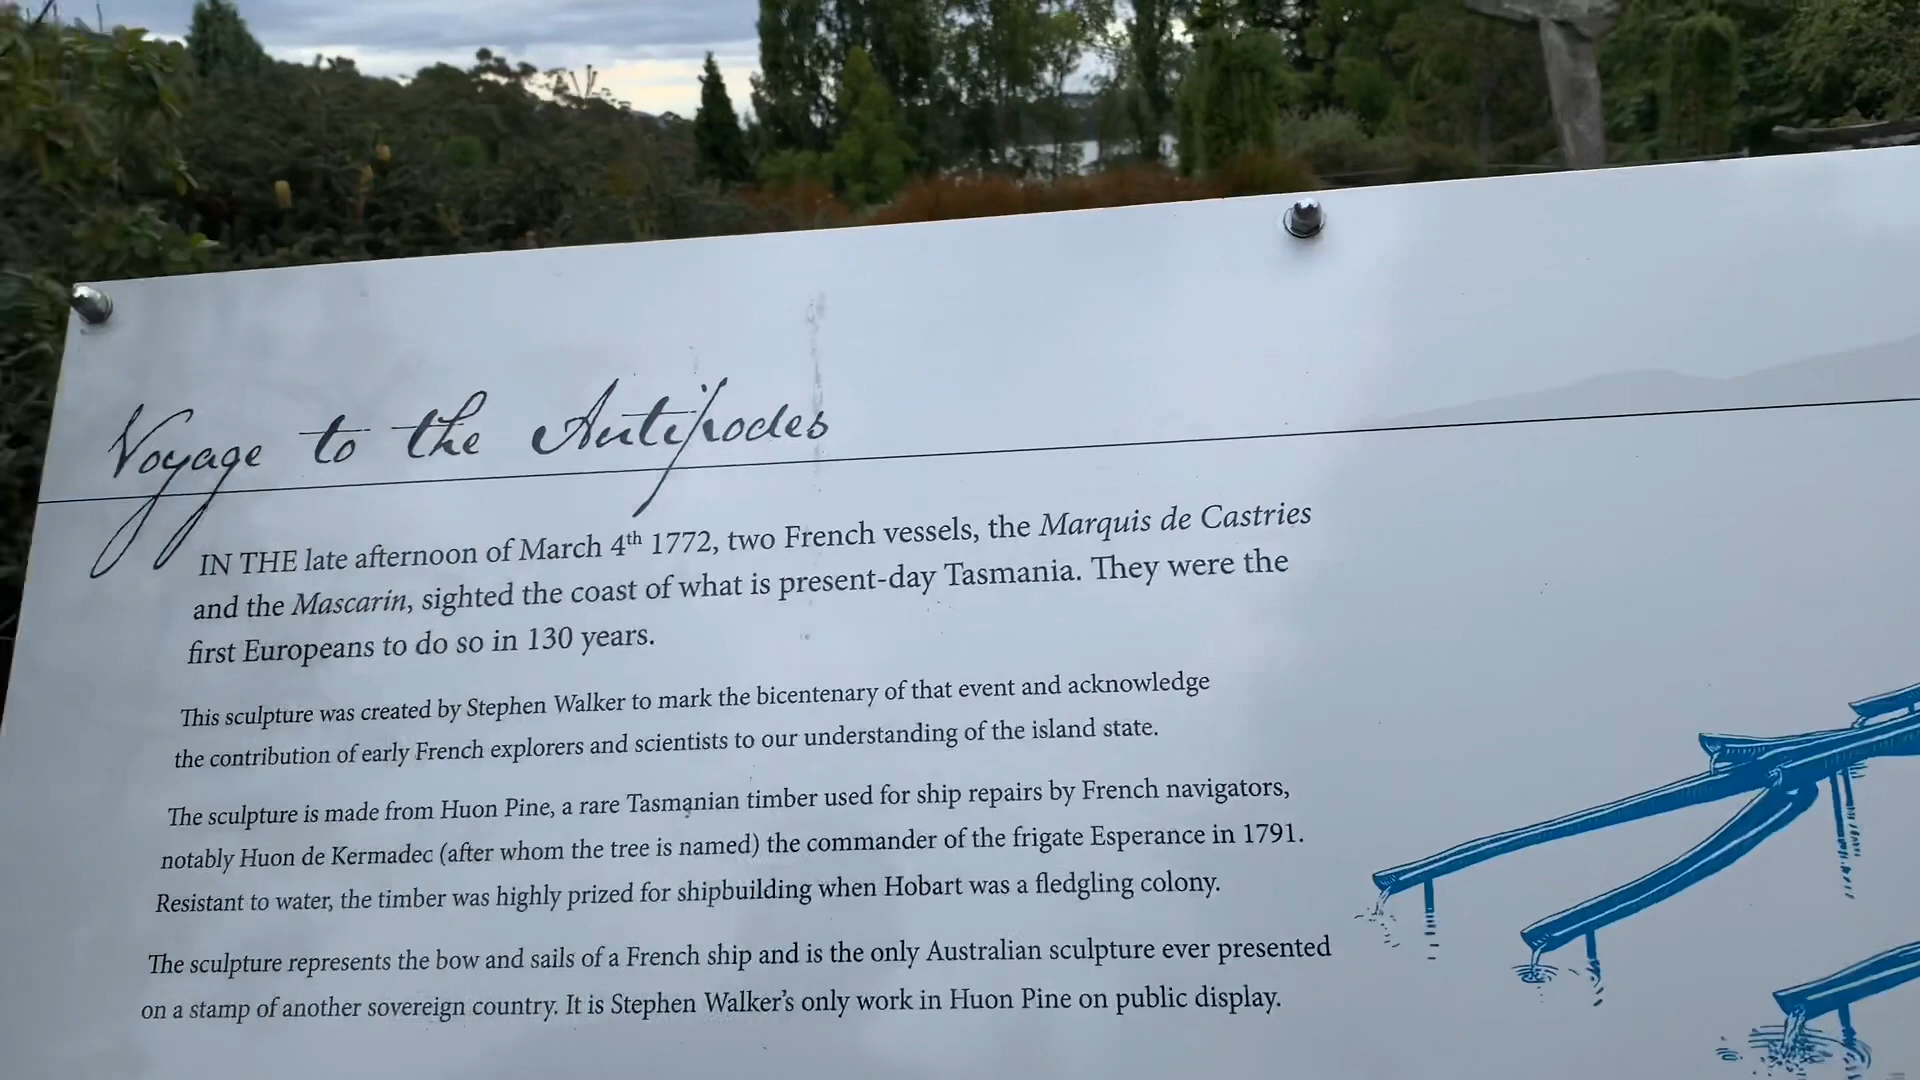 Voyage to the Antipodes
IN THE late afternoon of March 4th 1772, two French vessels, the Marquis de Castries
and the Mascarin, sighted the coast of what is present-day Tasmania. They were the
first Europeans to do so in 130 years.
This sculpture was created by Stephen Walker to mark the bicentenary of that event and acknowledge
the contribution of early French explorers and scientists to our understanding of the island state.
The sculpture is made from Huon Pine, a rare Tasmanian timber used for ship repairs by French navigators,
notably Huon de Kermadec (after whom the tree is named) the commander of the frigate Esperance in 1791.
Resistant to water, the timber was highly prized for shipbuilding when Hobart was a fledgling colony.
The sculpture represents the bow and sails of a French ship and is the only Australian sculpture ever presented
on a stamp of another sovereign country. It is Stephen Walker's only work in Huon Pine on public display.